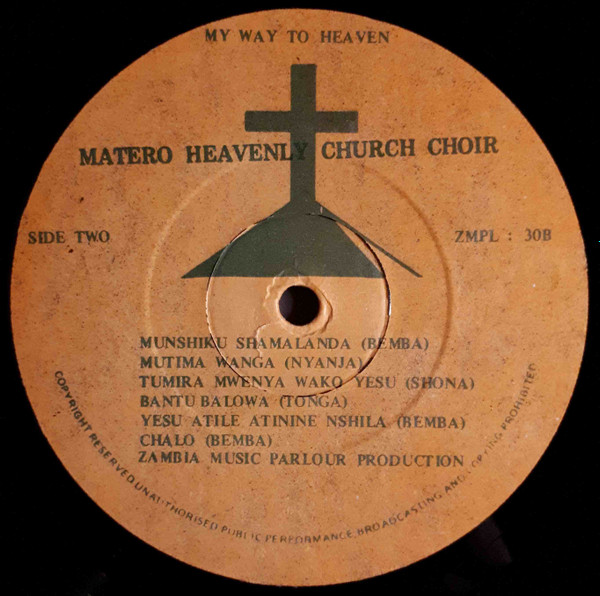 MY WAY TO HEAVEN
MATERO HEAVENLY CHURCH CHOIR
SIDE TWO
ZMPL : 30B
MUNSHIKU SHAMALANDA (BEMBA)
MUTIMA WANGA (NYANJA)
TUMIRA MWENYA WAKO YESU (SHONA)
BANTU BALOWA (TONGA)
YESU ATILE ATININE NSHILA (BEMBA)
CHALO (BEMBA)
ZAMBIA MUSIC PARLOUR PRODUCTION
COPYRIGHT RESERVED.UNAUTHORISED PUBLIC PERFORMANCE,BROADCASTING AND COPYING PROHIBITED